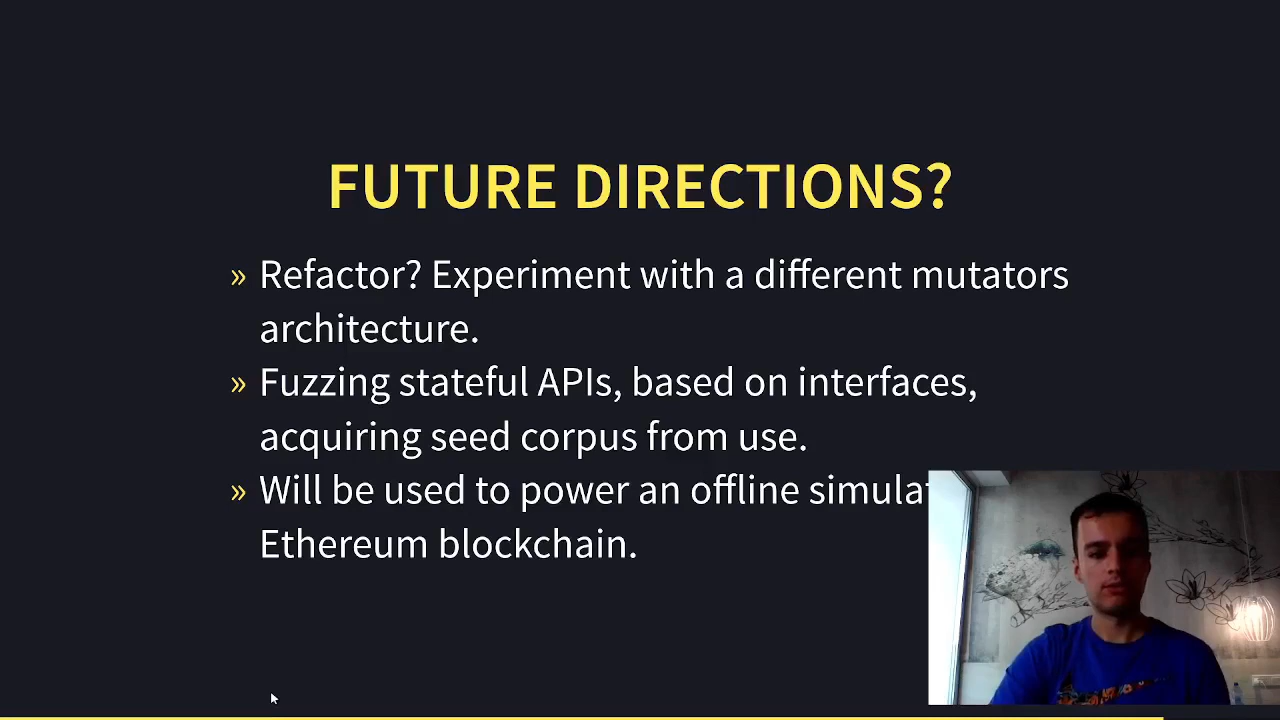 FUTURE DIRECTIONS?
» Refactor? Experiment with a different mutators
architecture.
» Fuzzing stateful APIs, based on interfaces,
acquiring seed corpus from use.
» Will be used to power an offline
Ethereum blockchain.